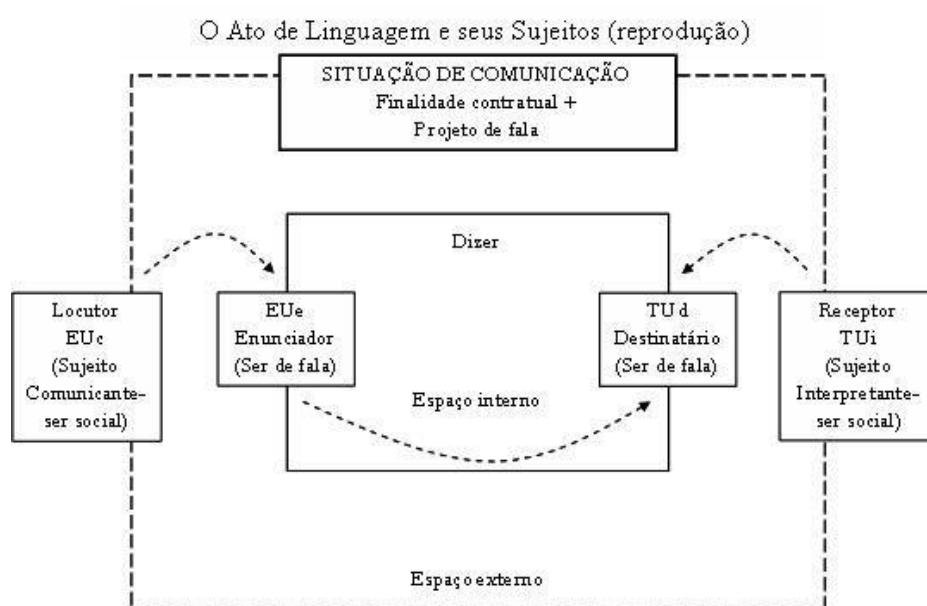 O Ato de Linguagem e seus Sujeitos (reprodução)
SITUAÇÃO DE COMUNICAÇÃO
Finalidade contratual +
Projeto de fala
Dizer
Locutor
EUc
(Sujeito
Comunicante-
ser social)
EUe
Enunciador
(Ser de fala)
TUd
Destinatário
(Ser de fala)
Receptor
TUi
(Sujeito
Interpretante-
ser social)
Espaço interno
Espaço externo